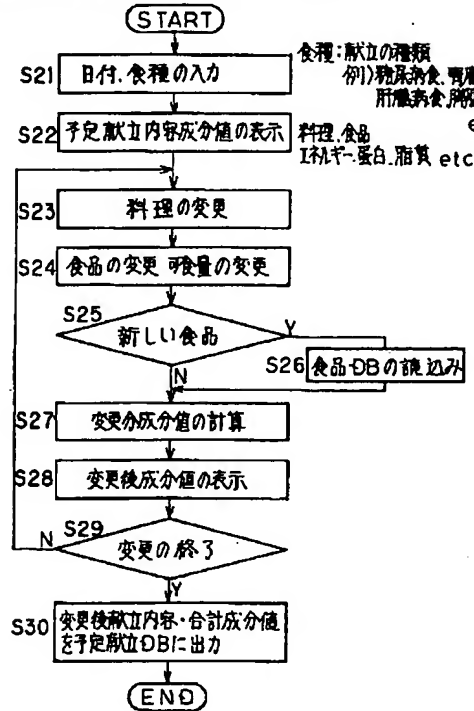 START
S21 日付、食種の入力
食種:献立の種類
例)糖尿病食、胃潰
肝臓病食、膵臓
e
S22 予定献立内容成分値の表示
料理、食品
エネルギー、蛋白、脂質 etc
S23 料理の変更
S24 食品の変更 可食量の変更
S25
新しい食品
Y
N
S26 食品DBの読込み
S27 変更分成分値の計算
S28 変更後成分値の表示
S29
N
変更の終了
Y
S30 変更後献立内容・合計成分値
を予定献立DBに出力
END